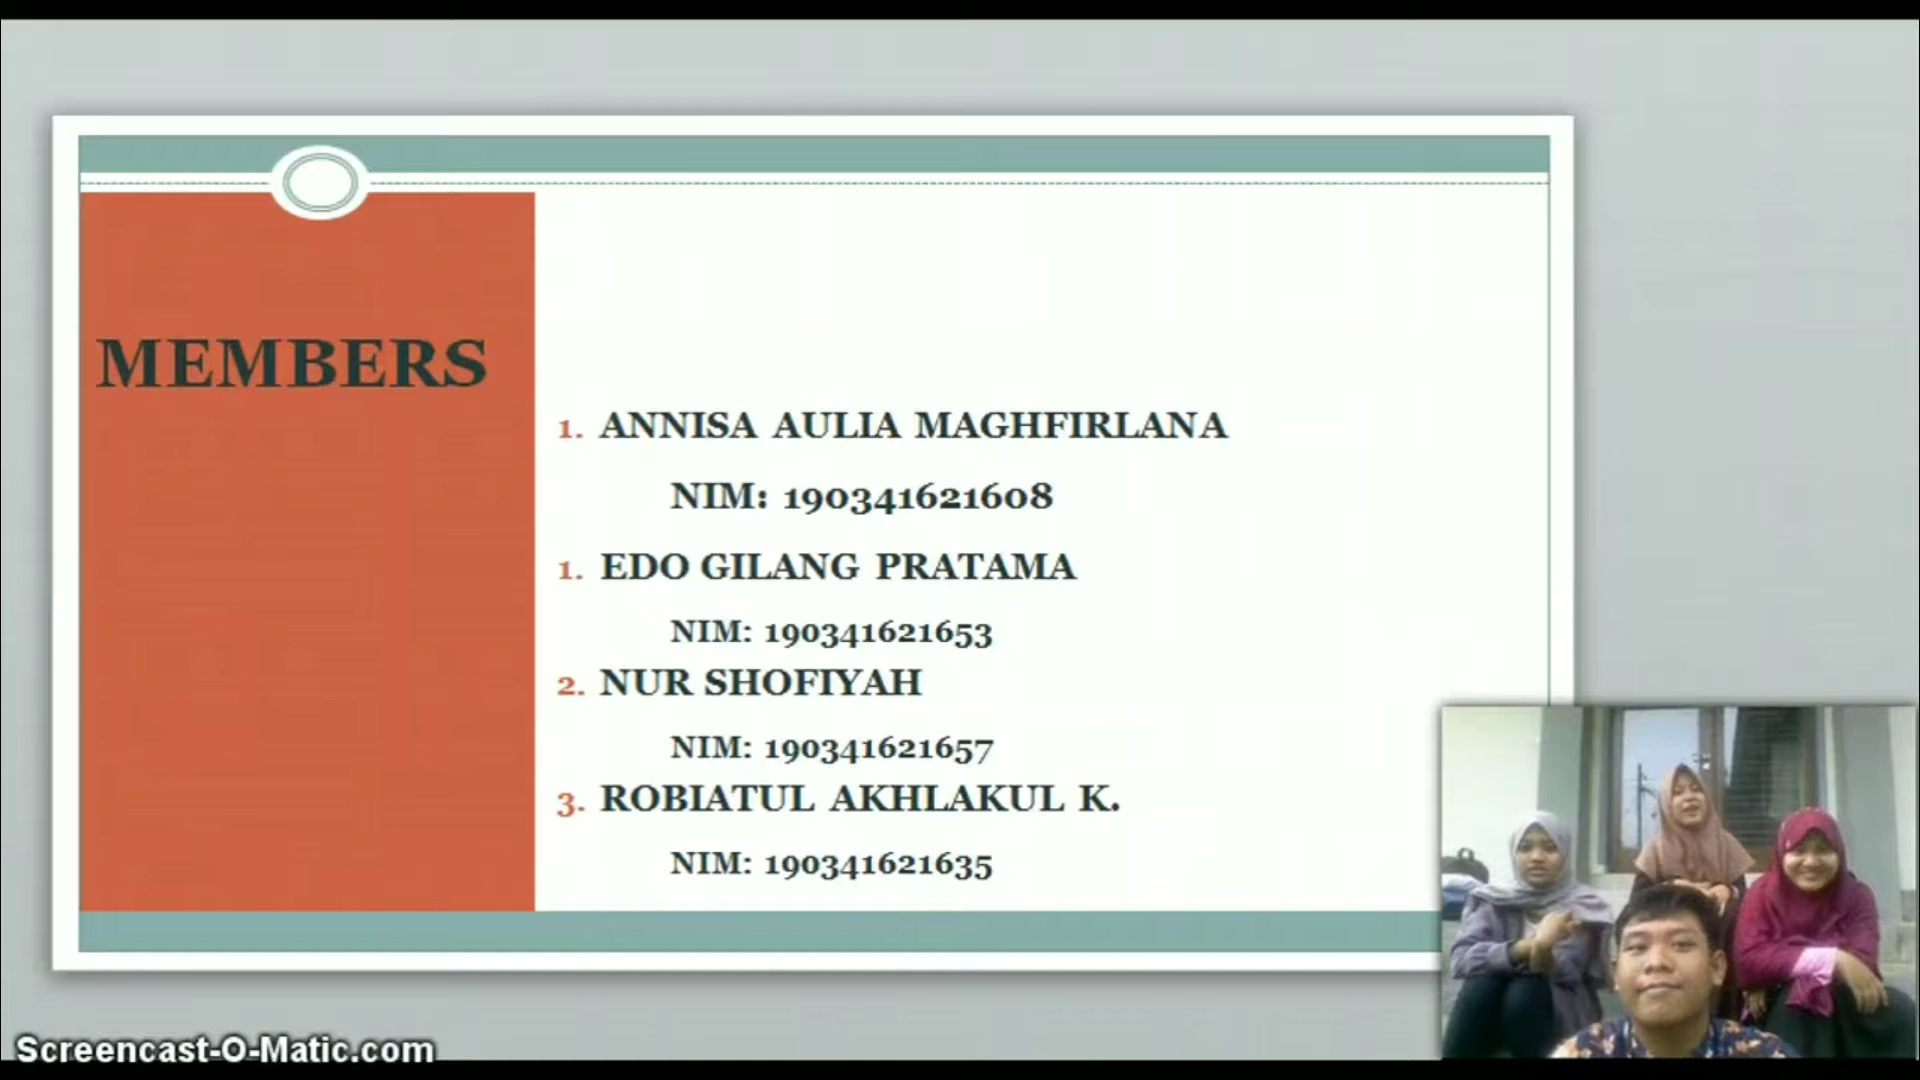 MEMBERS
1. ANNISA AULIA MAGHFIRLANA
NIM: 190341621608
1. EDO GILANG PRATAMA
NIM: 190341621653
2. NUR SHOFIYAH
NIM: 190341621657
3. ROBIATUL AKHLAKUL K.
NIM: 190341621635
Screencast-O-Matic.com